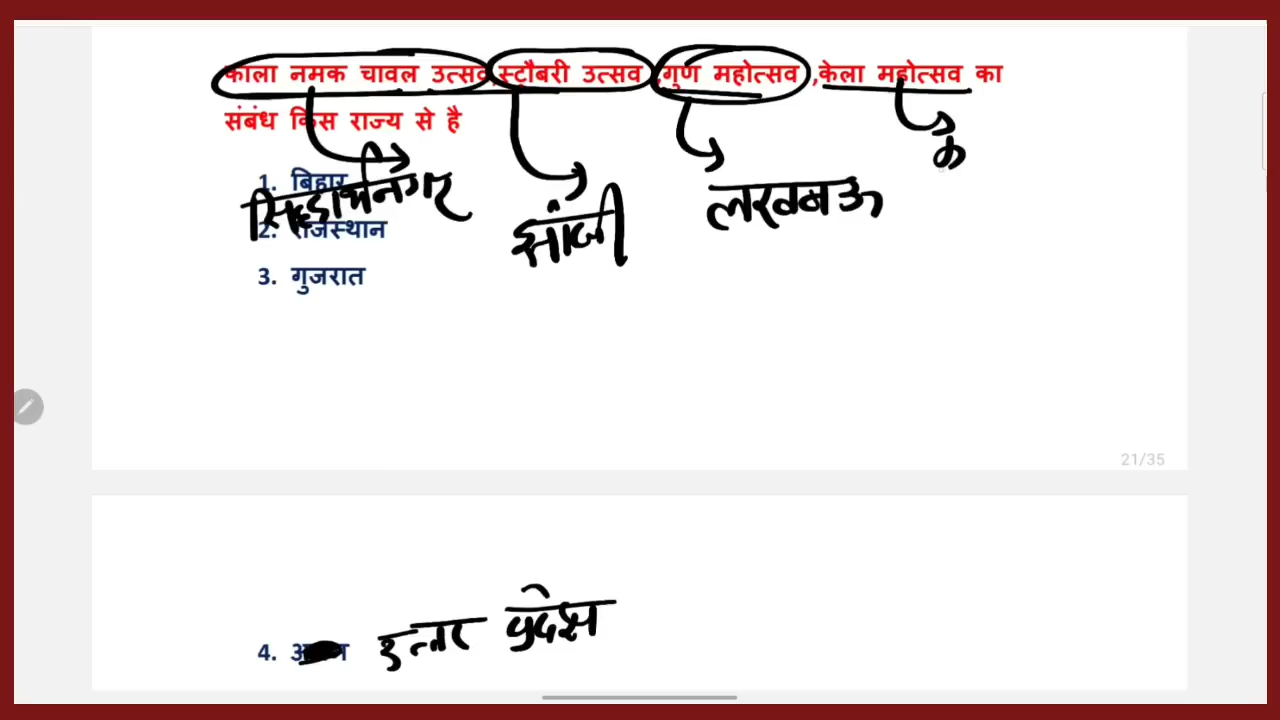 काला नमक चावल उत्सव,स्ट्रौबरी उत्सव ,गुण महोत्सव ,केला महोत्सव का
संबंध किस राज्य से है
के
1. बिहार
सिद्धार्थनगर
लखनऊ
2. राजस्थान
झांसी
3. गुजरात
21/35
4. उत्तर प्रदेश